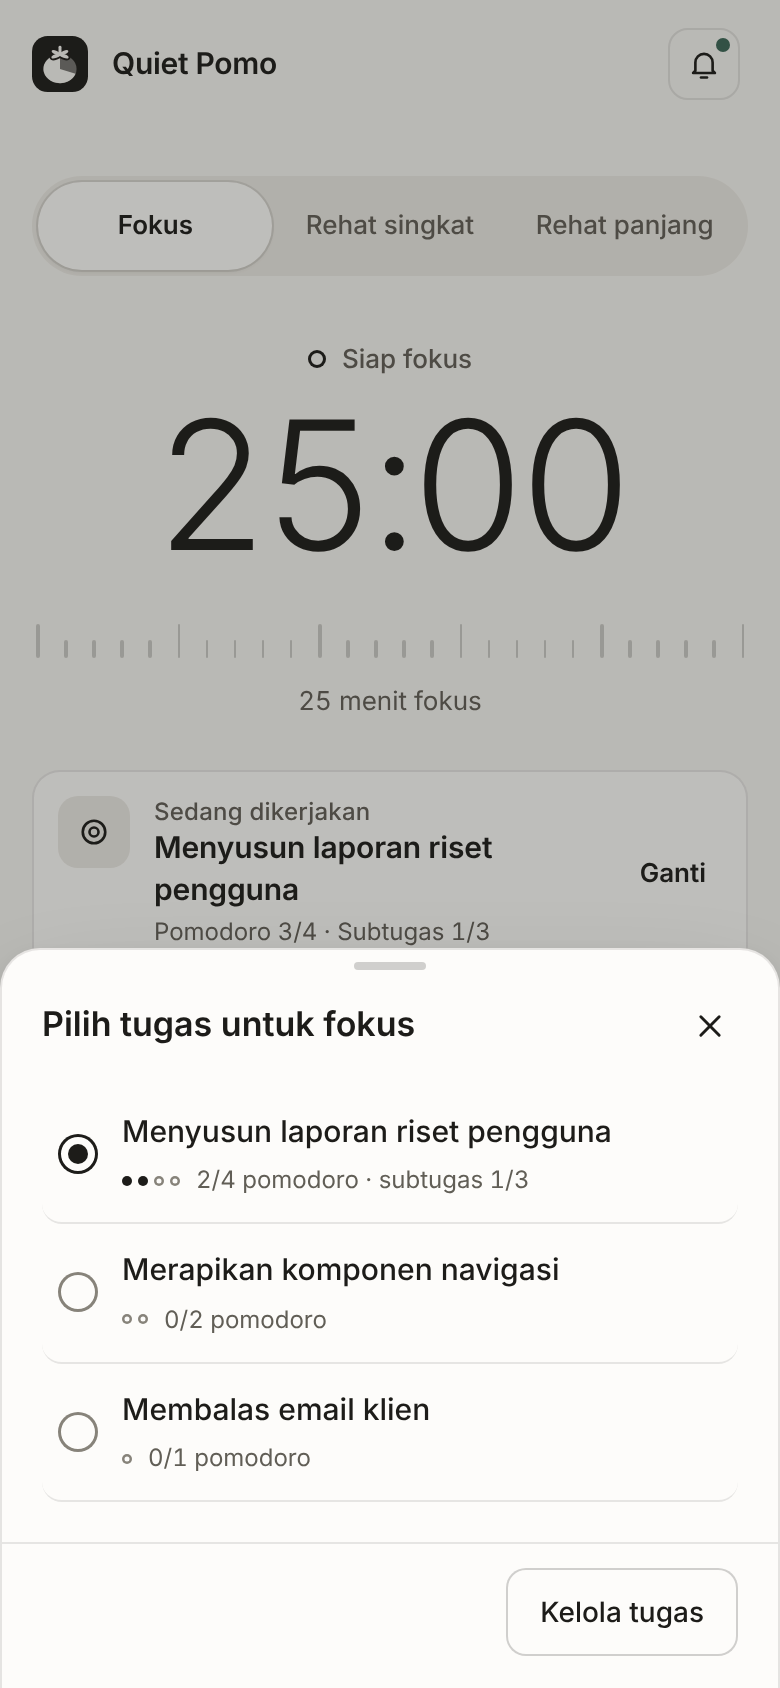 Quiet Pomo
Fokus
Rehat singkat
Rehat panjang
Siap fokus
25:00
25 menit fokus
Sedang dikerjakan
Menyusun laporan riset
pengguna
Ganti
Pomodoro 3/4 · Subtugas 1/3
Pilih tugas untuk fokus
Menyusun laporan riset pengguna
2/4 pomodoro · subtugas 1/3
Merapikan komponen navigasi
0/2 pomodoro
Membalas email klien
0/1 pomodoro
Kelola tugas